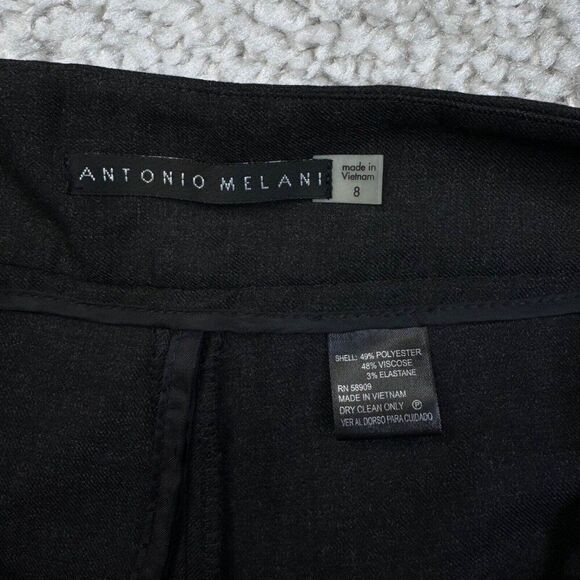 ANTONIO MELANI
made in
Vietnam
8
SHELL: 49% POLYESTER
48% VISCOSE
3% ELASTANE
RN 58909
MADE IN VIETNAM
DRY CLEAN ONLY Ⓟ
VER AL DORSO PARA CUIDADO